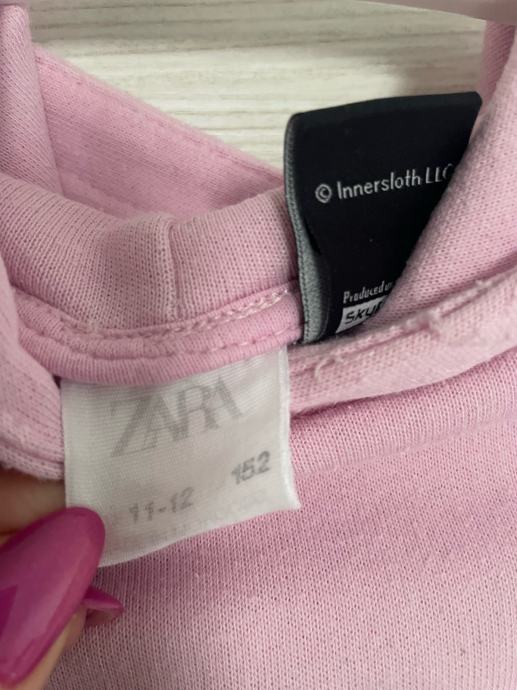 © Innersloth LLC
Produced
ZARA
152
11-12